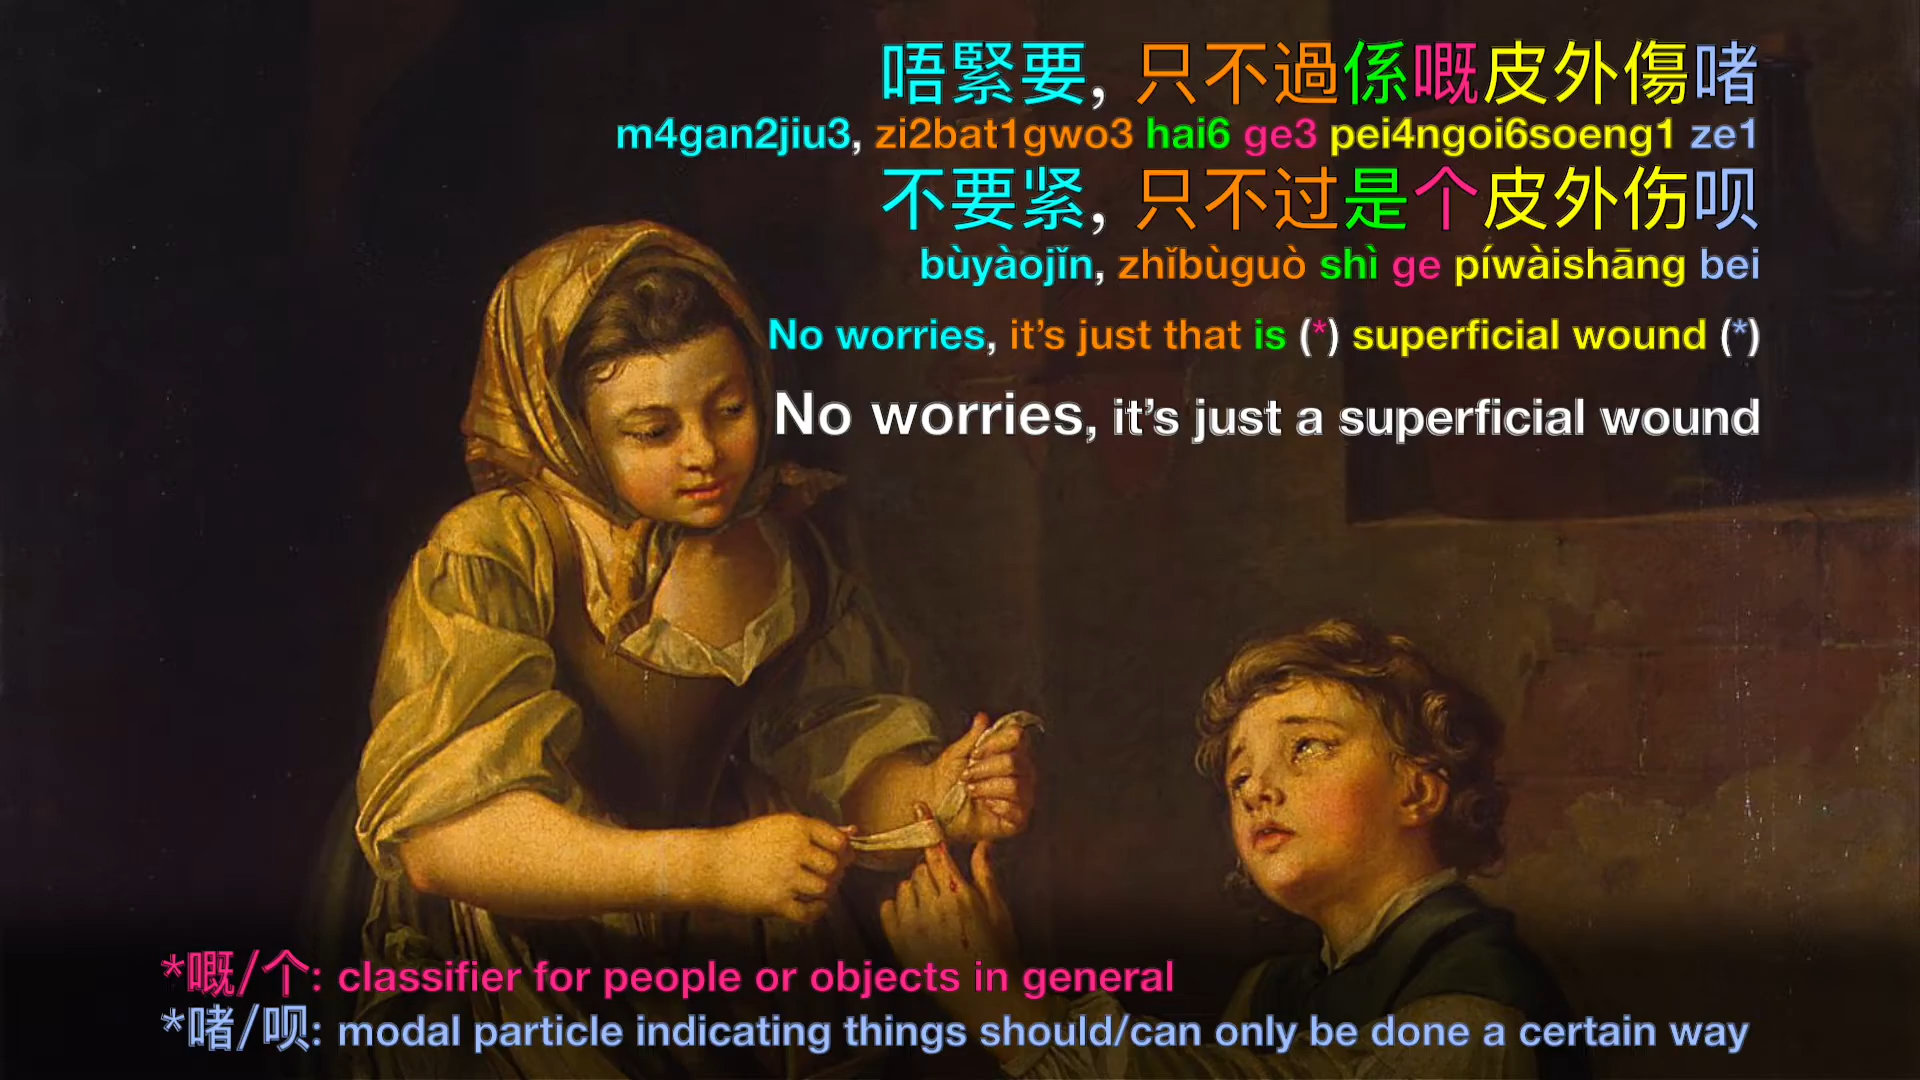 唔緊要, 只不過係嘅皮外傷啫
m4gan2jiu3, zi2bat1gwo3 hai6 ge3 pei4ngoi6soeng1 ze1
不要紧, 只不过是个皮外伤呗
bùyàojǐn, zhǐbùguò shì ge píwàishāng bei
No worries, it’s just that is (*) superficial wound (*)
No worries, it’s just a superficial wound
*嘅/个: classifier for people or objects in general
*啫/呗: modal particle indicating things should/can only be done a certain way